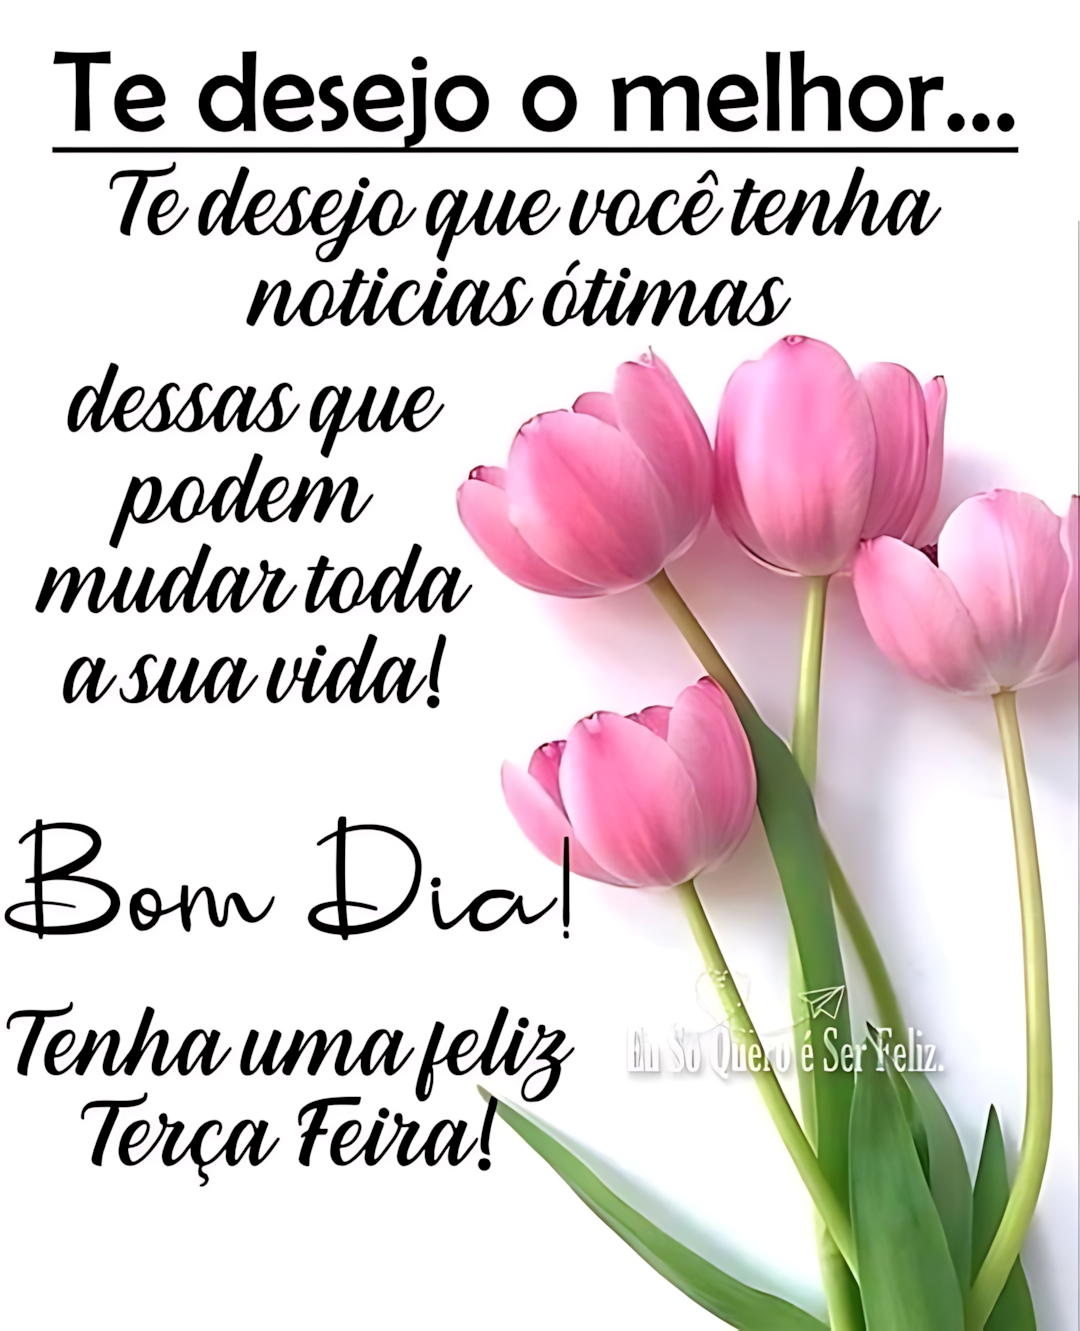 Te desejo o melhor...
Te desejo que você tenha
noticias ótimas
dessas que
podem
mudar toda
a sua vida!
Bom Dia!
Tenha uma feliz
Terça Feira!
Eu So Quero é Ser Feliz.